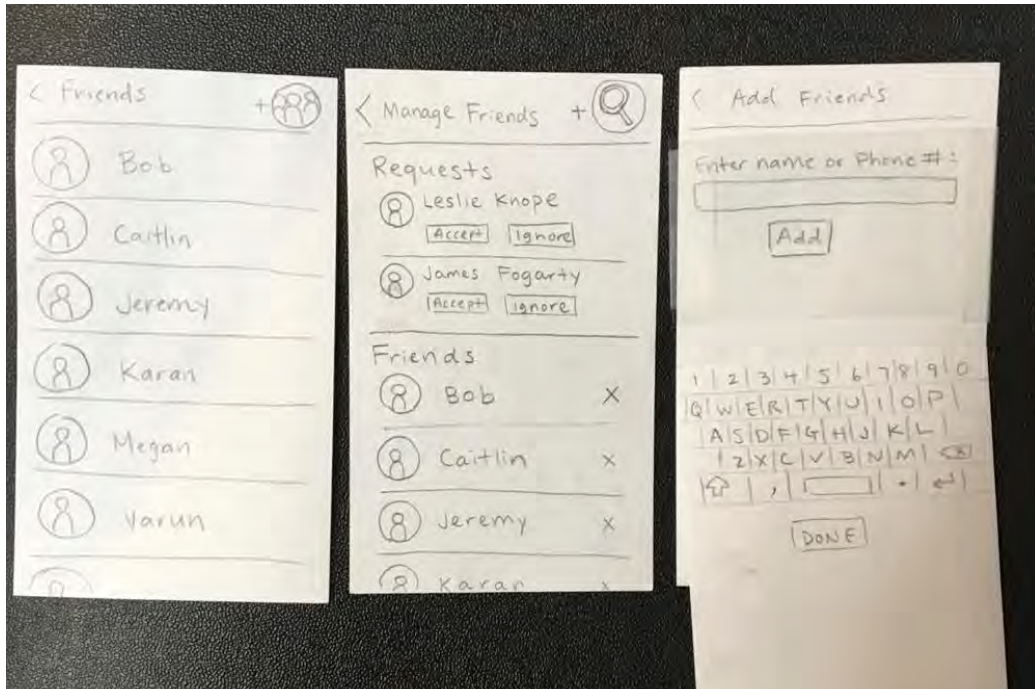 < Friends +
Bob
Caitlin
Jeremy
Karan
Megan
Varun
< Manage Friends +
Requests
Leslie Knope
Accept Ignore
James Fogarty
Accept Ignore
Friends
Bob X
Caitlin X
Jeremy X
Karan X
< Add Friends
Enter name or Phone #:
Add
1 2 3 4 5 6 7 8 9 0
Q W E R T Y U I O P
A S D F G H J K L
Z X C V B N M
, .
DONE